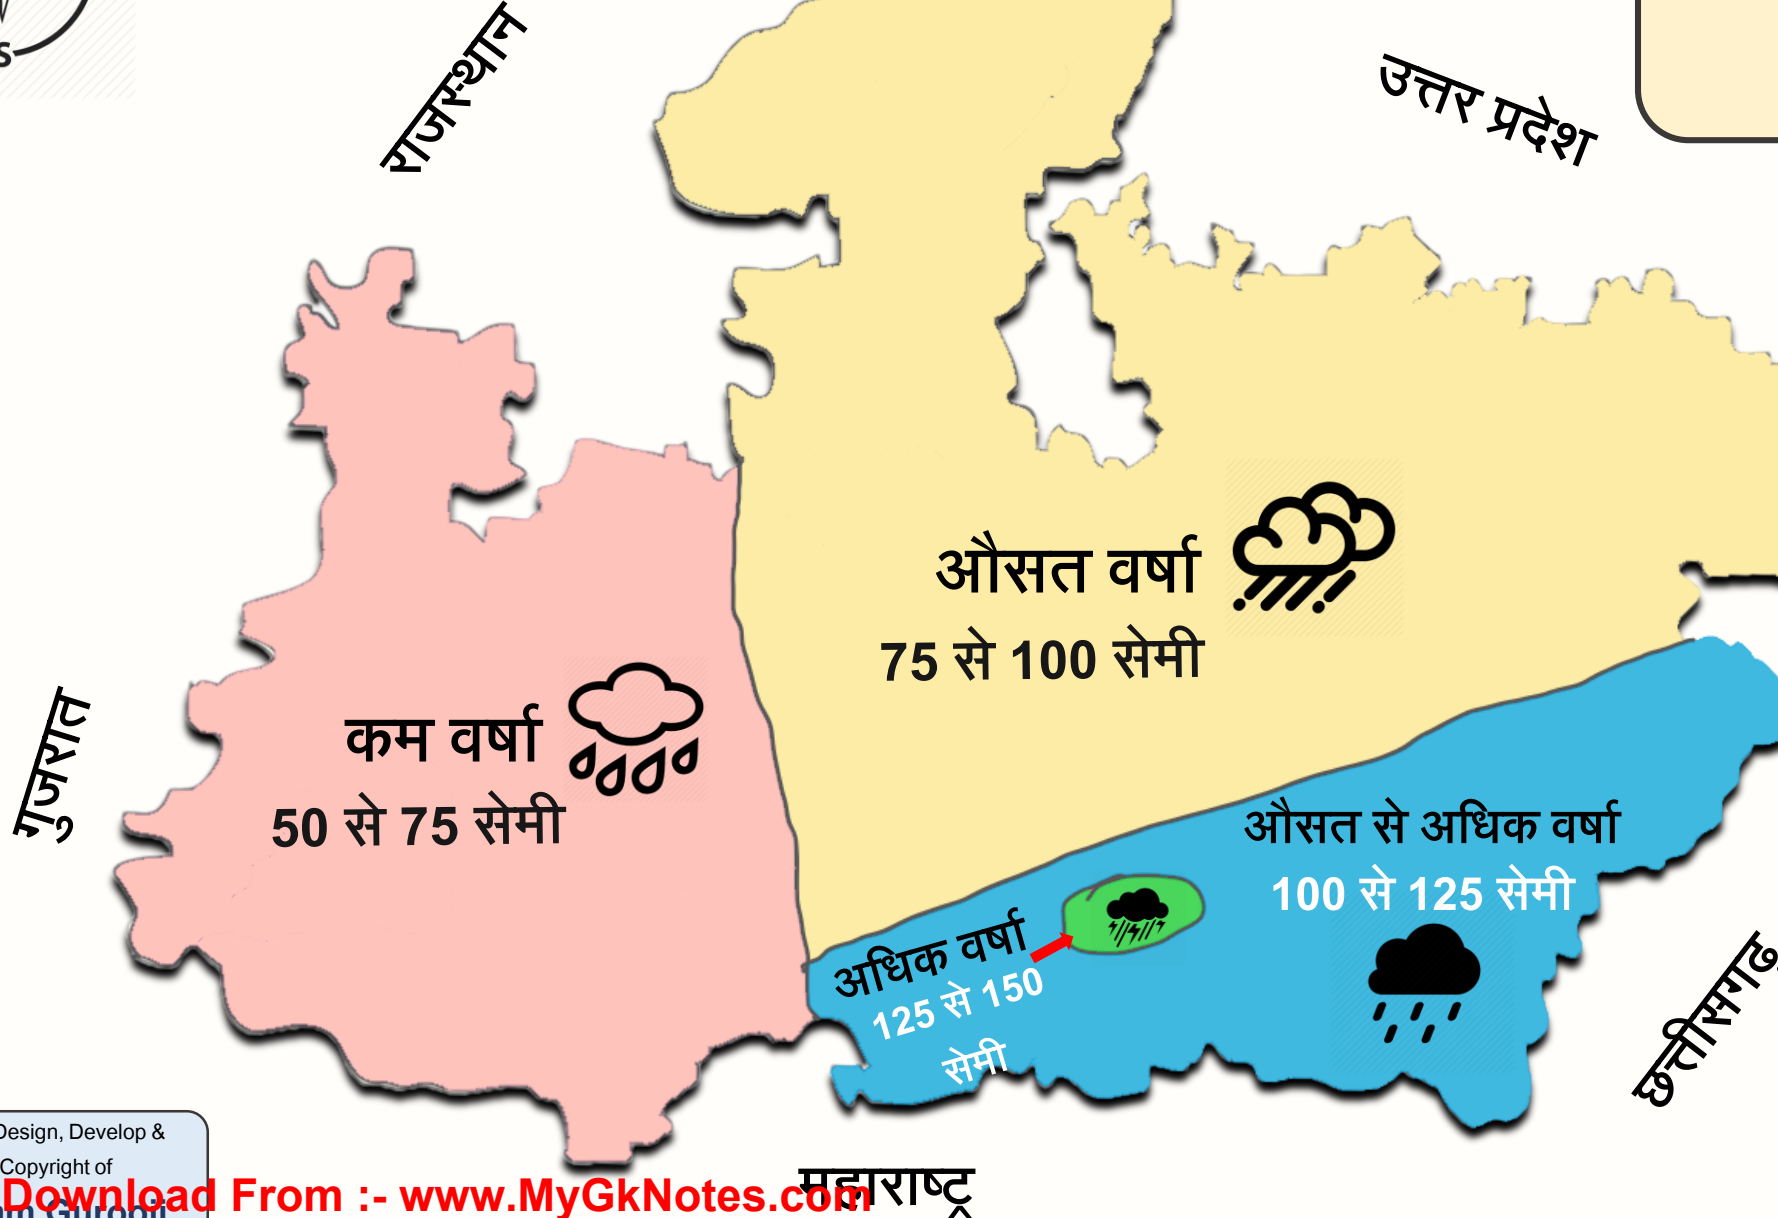 S
राजस्थान
उत्तर प्रदेश
औसत वर्षा
75 से 100 सेमी
गुजरात
कम वर्षा
50 से 75 सेमी
औसत से अधिक वर्षा
100 से 125 सेमी
अधिक वर्षा
125 से 150
सेमी
छत्तीसगढ़
Design, Develop &
Copyright of
महाराष्ट्र
Download From :- www.MyGkNotes.com